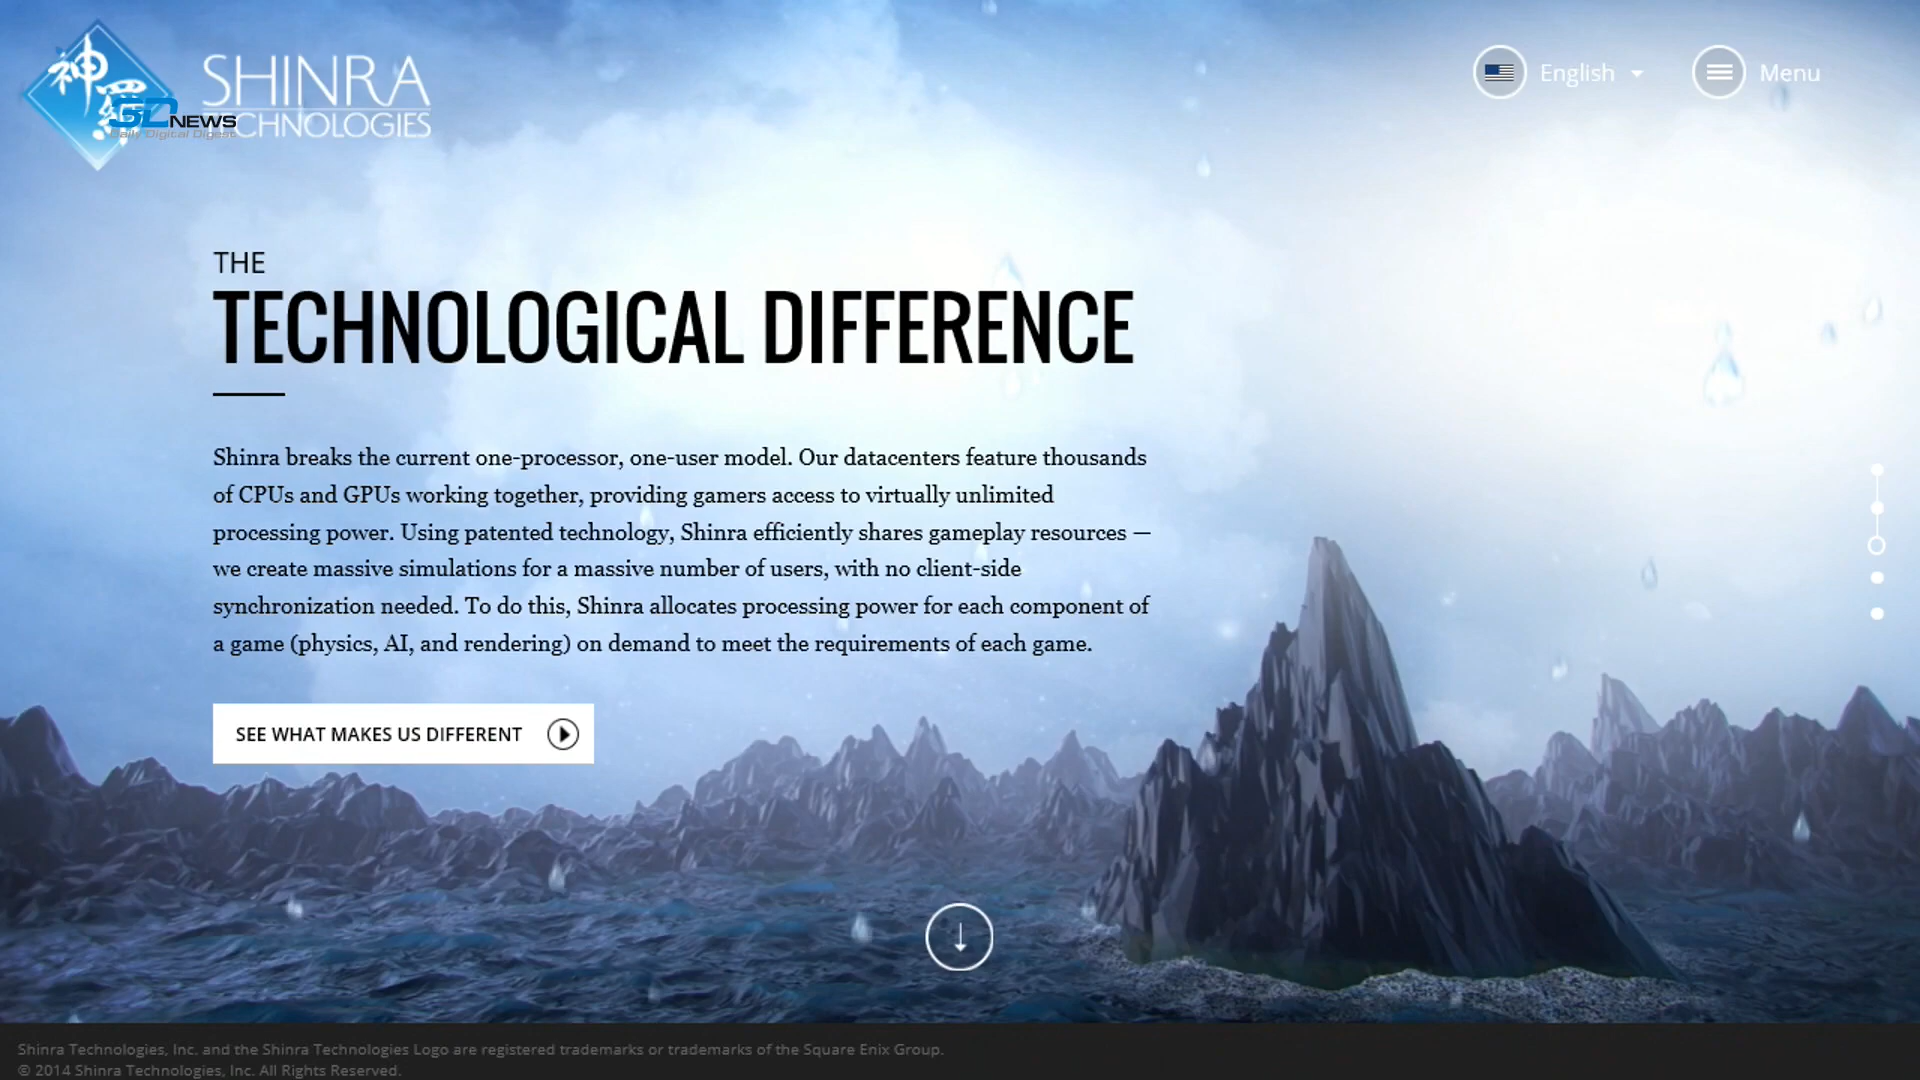 神羅
SHINRA
TECHNOLOGIES
3DNEWS
Daily Digital Digest
English
Menu
THE
TECHNOLOGICAL DIFFERENCE
Shinra breaks the current one-processor, one-user model. Our datacenters feature thousands
of CPUs and GPUs working together, providing gamers access to virtually unlimited
processing power. Using patented technology, Shinra efficiently shares gameplay resources —
we create massive simulations for a massive number of users, with no client-side
synchronization needed. To do this, Shinra allocates processing power for each component of
a game (physics, AI, and rendering) on demand to meet the requirements of each game.
SEE WHAT MAKES US DIFFERENT
Shinra Technologies, Inc. and the Shinra Technologies Logo are registered trademarks or trademarks of the Square Enix Group.
© 2014 Shinra Technologies, Inc. All Rights Reserved.